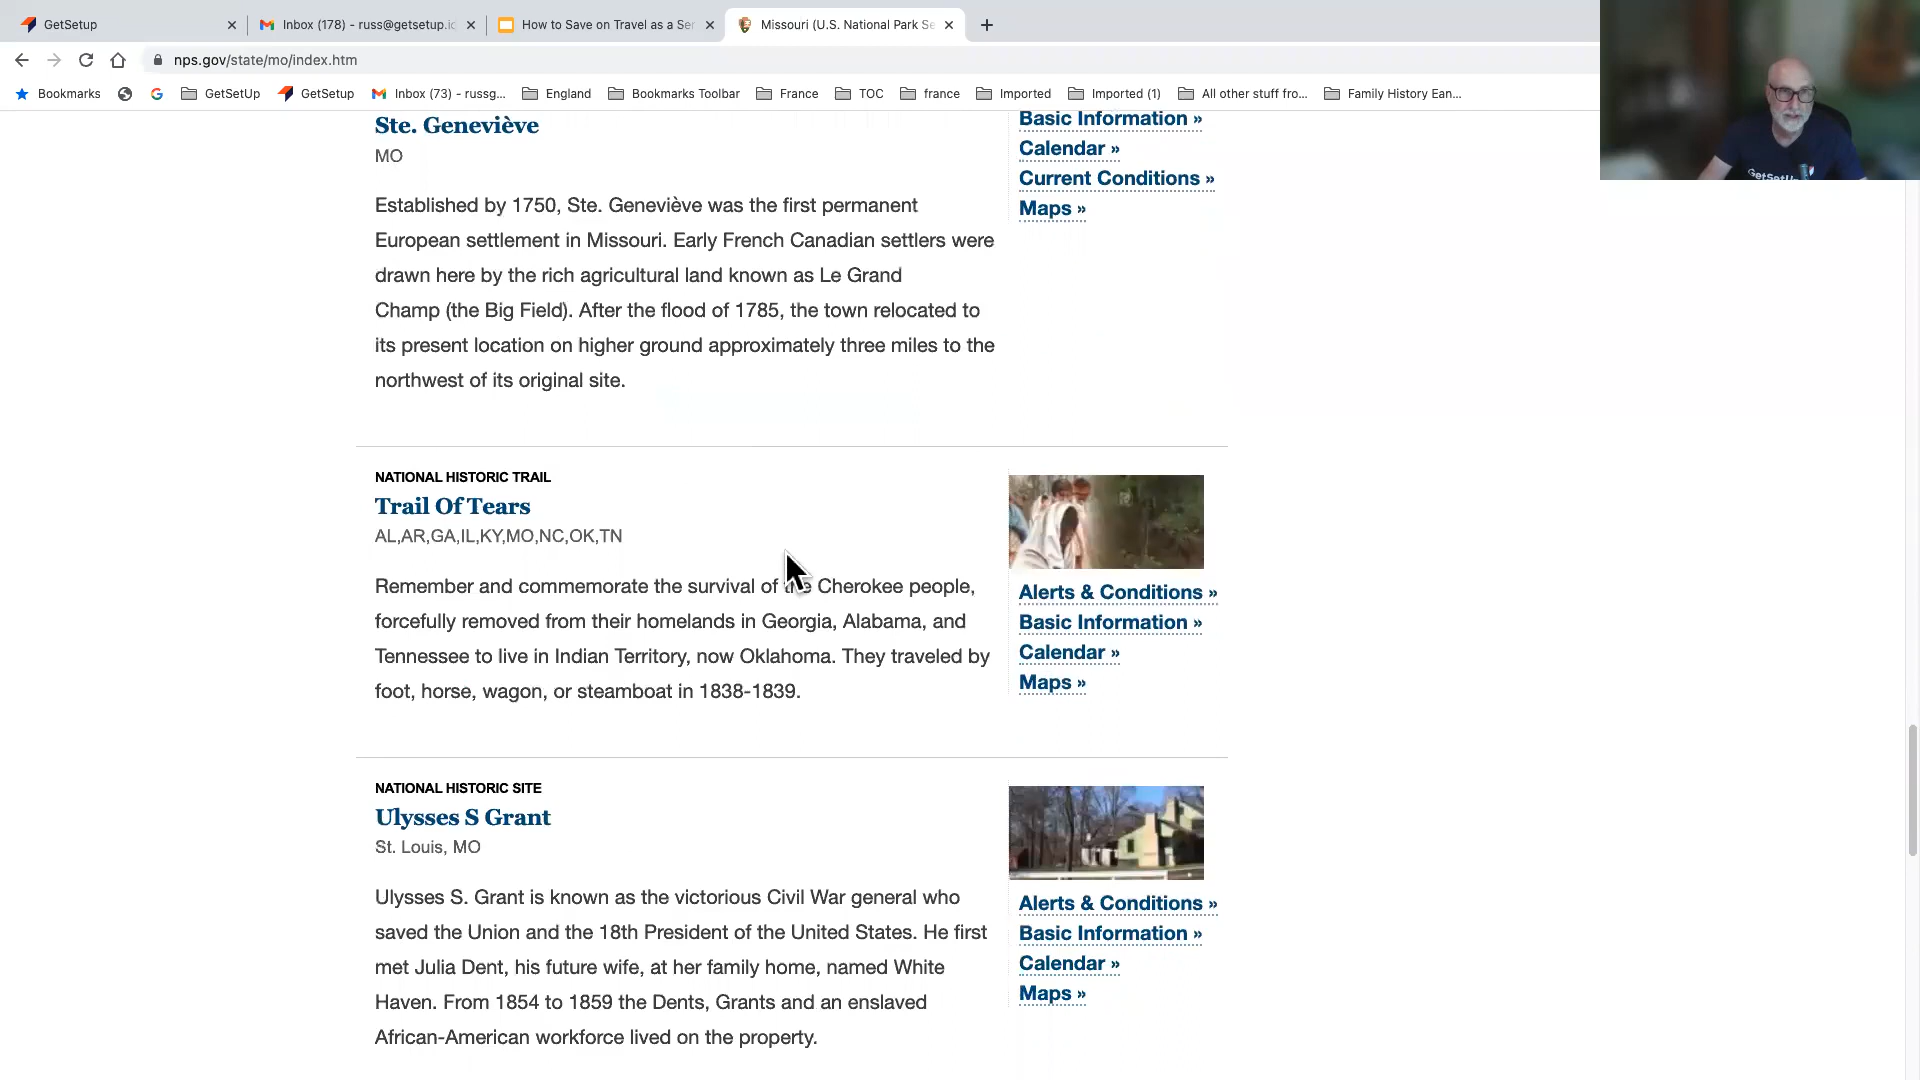 GetSetup
Inbox (178) - russ@getsetup.ic
How to Save on Travel as a Ser
Missouri (U.S. National Park Se
nps.gov/state/mo/index.htm
Bookmarks
GetSetUp
GetSetup
Inbox (73) - russg...
England
Bookmarks Toolbar
France
TOC
france
Imported
Imported (1)
All other stuff fro...
Family History Ean...
Ste. Geneviève
MO
Established by 1750, Ste. Geneviève was the first permanent
European settlement in Missouri. Early French Canadian settlers were
drawn here by the rich agricultural land known as Le Grand
Champ (the Big Field). After the flood of 1785, the town relocated to
its present location on higher ground approximately three miles to the
northwest of its original site.
Basic Information »
Calendar »
Current Conditions »
Maps »
NATIONAL HISTORIC TRAIL
Trail Of Tears
AL,AR,GA,IL,KY,MO,NC,OK,TN
Remember and commemorate the survival of the Cherokee people,
forcefully removed from their homelands in Georgia, Alabama, and
Tennessee to live in Indian Territory, now Oklahoma. They traveled by
foot, horse, wagon, or steamboat in 1838-1839.
Alerts & Conditions »
Basic Information »
Calendar »
Maps »
NATIONAL HISTORIC SITE
Ulysses S Grant
St. Louis, MO
Ulysses S. Grant is known as the victorious Civil War general who
saved the Union and the 18th President of the United States. He first
met Julia Dent, his future wife, at her family home, named White
Haven. From 1854 to 1859 the Dents, Grants and an enslaved
African-American workforce lived on the property.
Alerts & Conditions »
Basic Information »
Calendar »
Maps »